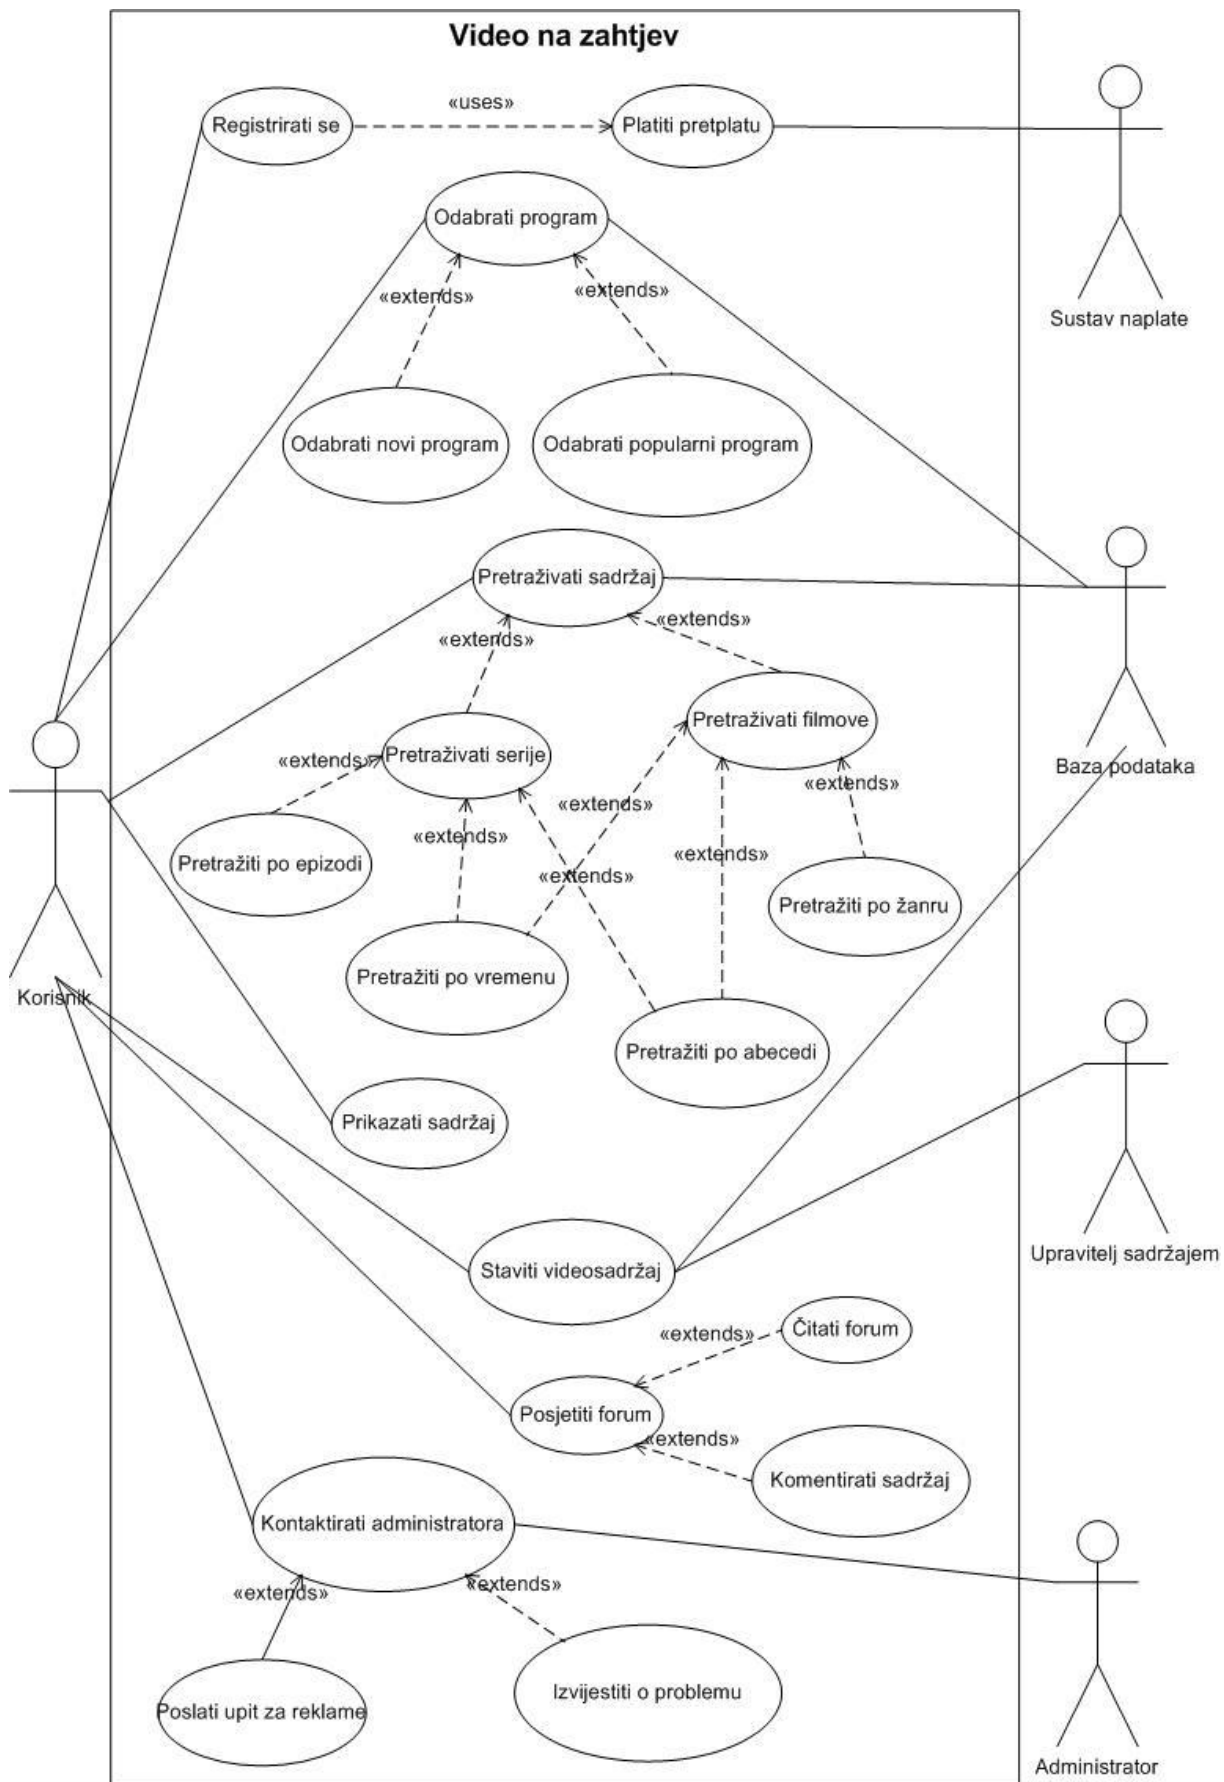 Video na zahtjev
Registrirati se
«uses»
Platiti pretplatu
Odabrati program
«extends»
«extends»
Sustav naplate
Odabrati novi program
Odabrati popularni program
Pretraživati sadržaj
«extends»
«extends»
Pretraživati serije
«extends»
Pretraživati filmove
Baza podataka
«extends»
«extends»
«extends»
«extends»
«extends»
Pretražiti po epizodi
Pretražiti po žanru
Pretražiti po vremenu
Korisnik
Pretražiti po abecedi
Prikazati sadržaj
Staviti videosadržaj
Upravitelj sadržajem
«extends»
Čitati forum
Posjetiti forum
«extends»
Komentirati sadržaj
Kontaktirati administratora
«extends»
«extends»
Poslati upit za reklame
Izvijestiti o problemu
Administrator